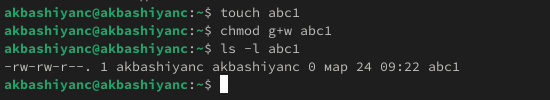 akbashiyanc@akbashiyanc:~$ touch abc1
akbashiyanc@akbashiyanc:~$ chmod g+w abc1
akbashiyanc@akbashiyanc:~$ ls -l abc1
-rw-rw-r--. 1 akbashiyanc akbashiyanc 0 мар 24 09:22 abc1
akbashiyanc@akbashiyanc:~$